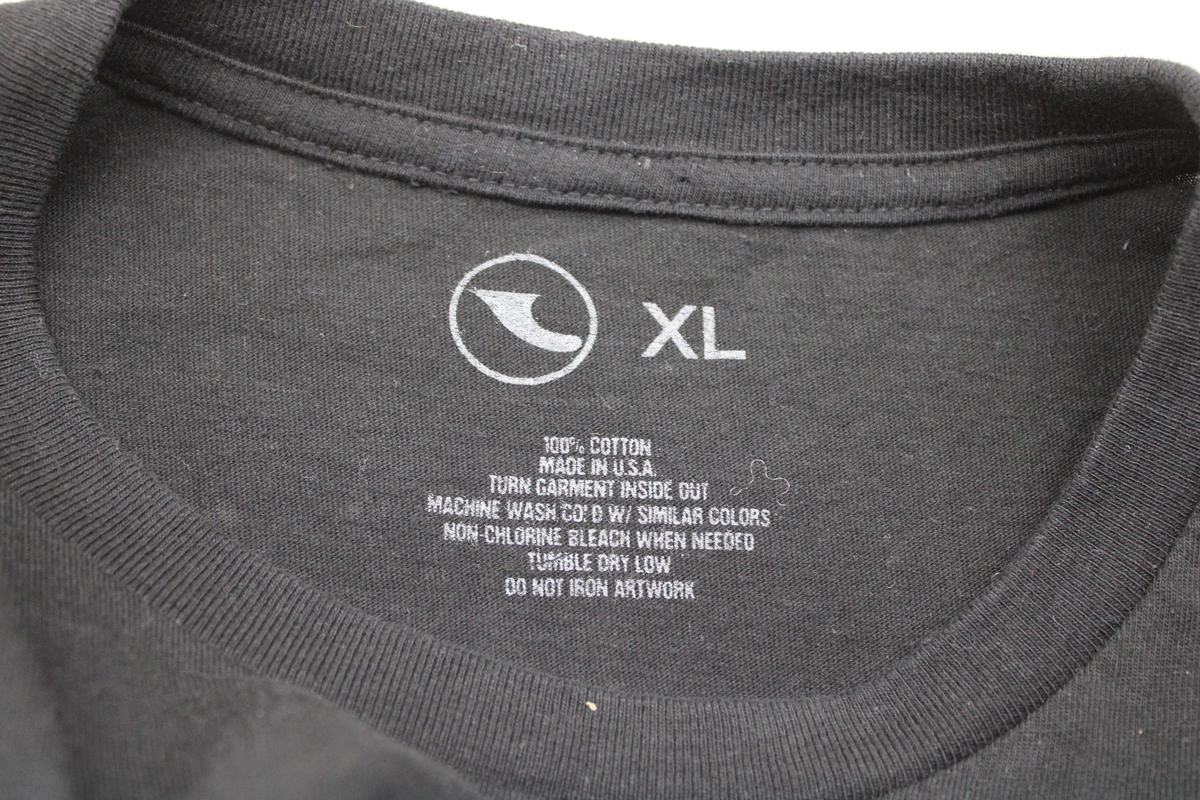 XL
100% COTTON
MADE IN U.S.A.
TURN GARMENT INSIDE OUT
MACHINE WASH COLD W/ SIMILAR COLORS
NON-CHLORINE BLEACH WHEN NEEDED
TUMBLE DRY LOW
DO NOT IRON ARTWORK